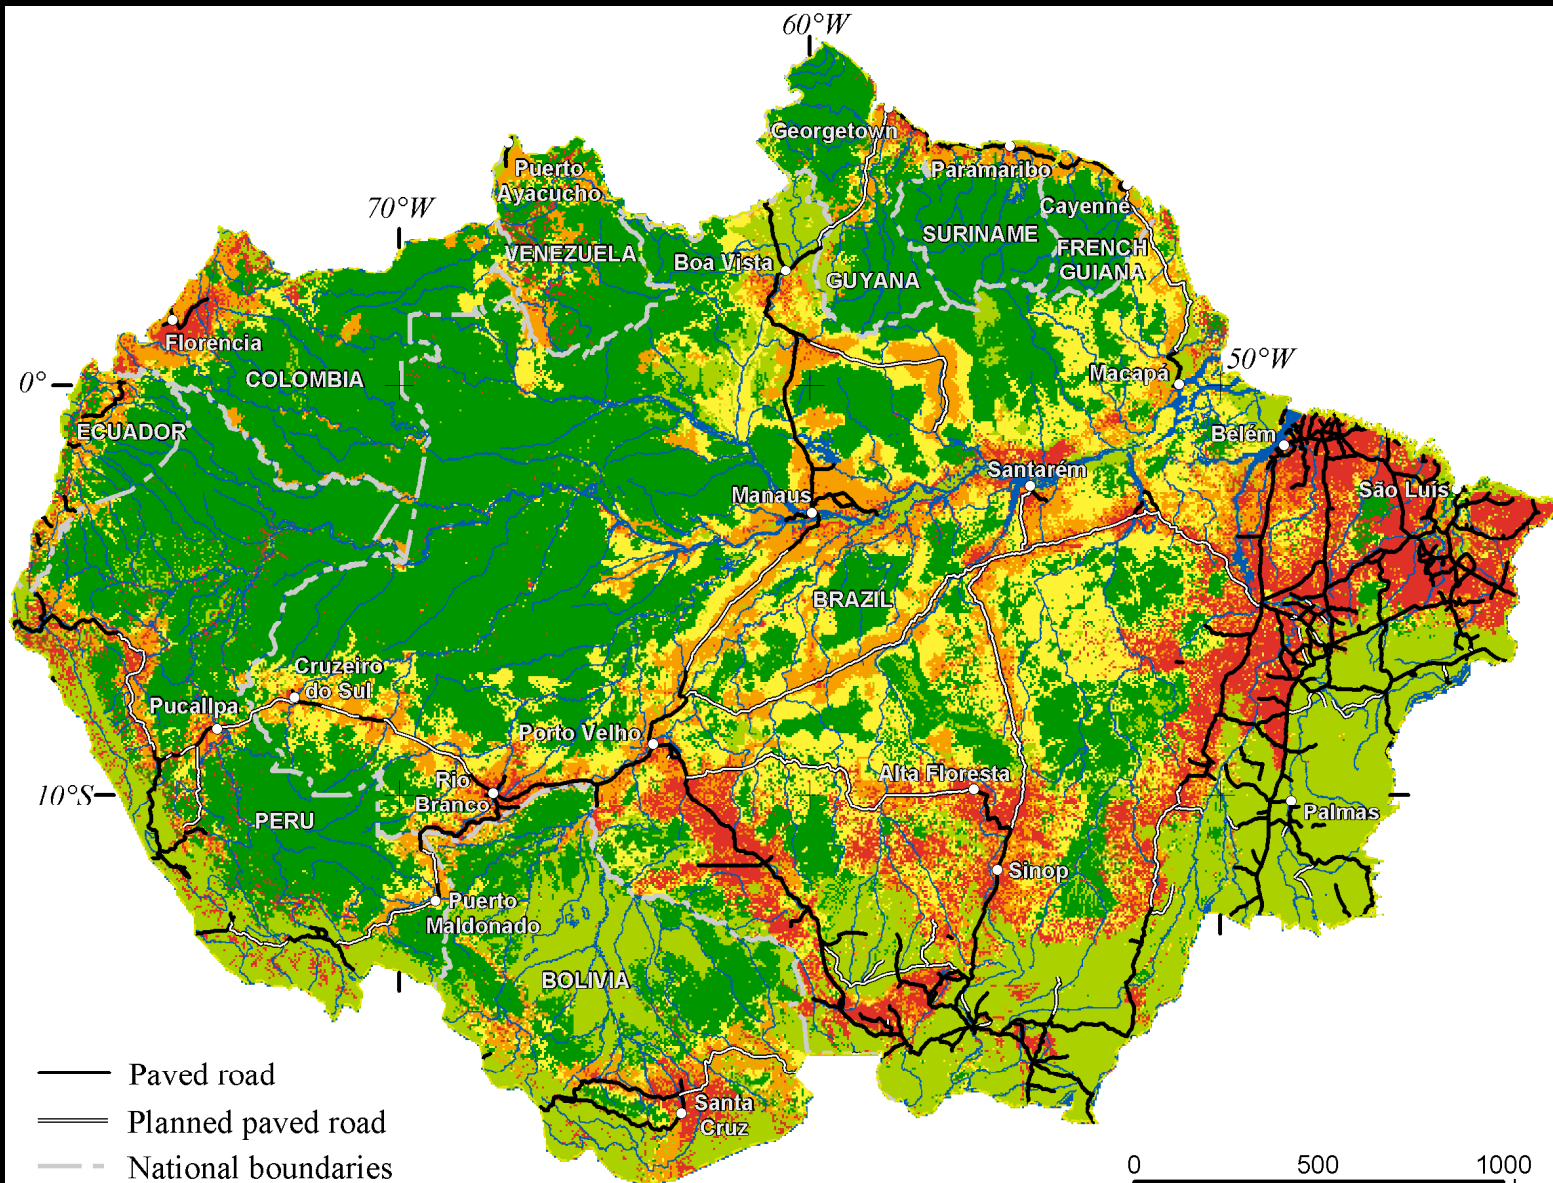 60°W
Georgetown
Puerto
Ayacucho
Paramaribo
70°W
Cayenne
SURINAME
FRENCH
GUIANA
VENEZUELA
Boa Vista
GUYANA
Florencia
50°W
COLOMBIA
Macapá
0°
ECUADOR
Belém
Santarém
Manaus
São Luís
BRAZIL
Cruzeiro
do Sul
Pucallpa
Porto Velho
Rio
Branco
Alta Floresta
10°S
PERU
Palmas
Sinop
Puerto
Maldonado
BOLIVIA
Paved road
Santa
Cruz
Planned paved road
National boundaries
0 500 1000